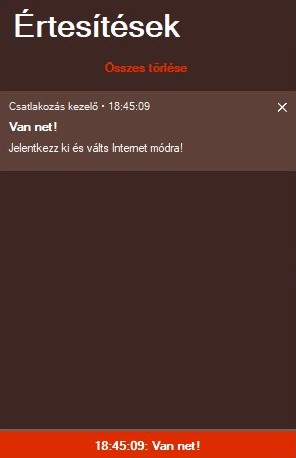 Értesítések
Összes törlése
Csatlakozás kezelő • 18:45:09
Van net!
Jelentkezz ki és válts Internet módra!
18:45:09: Van net!